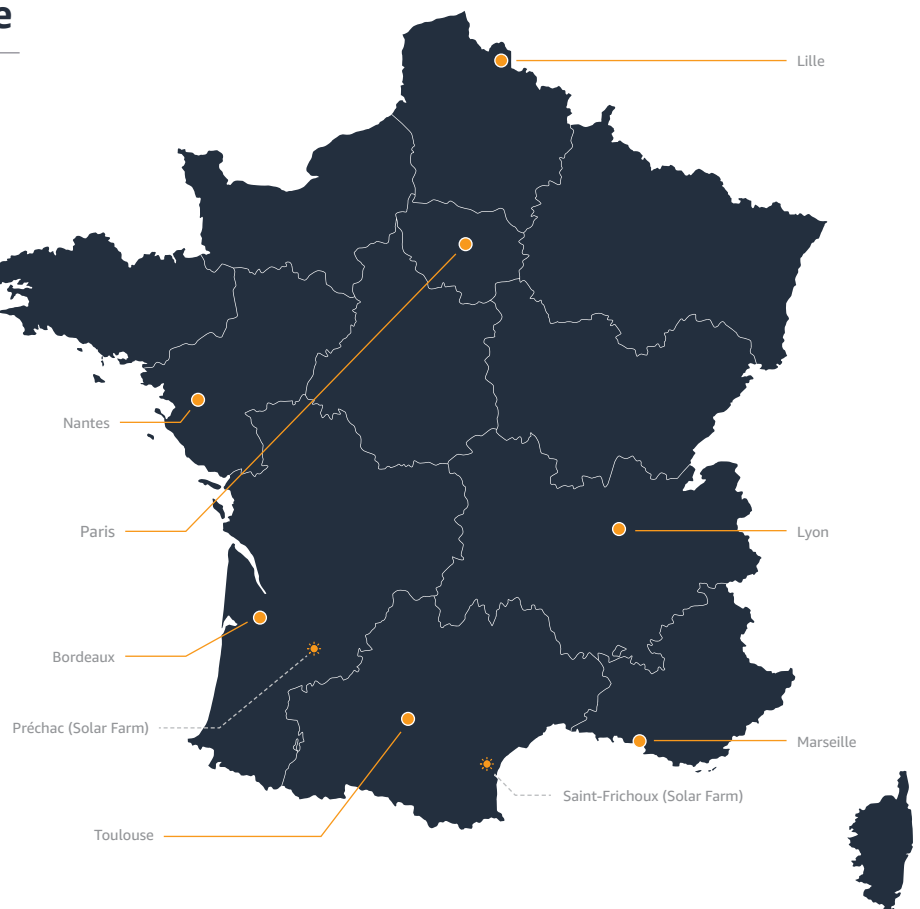 e
Lille
Nantes
Paris
Lyon
Bordeaux
Préchac (Solar Farm)
Marseille
Saint-Frichoux (Solar Farm)
Toulouse